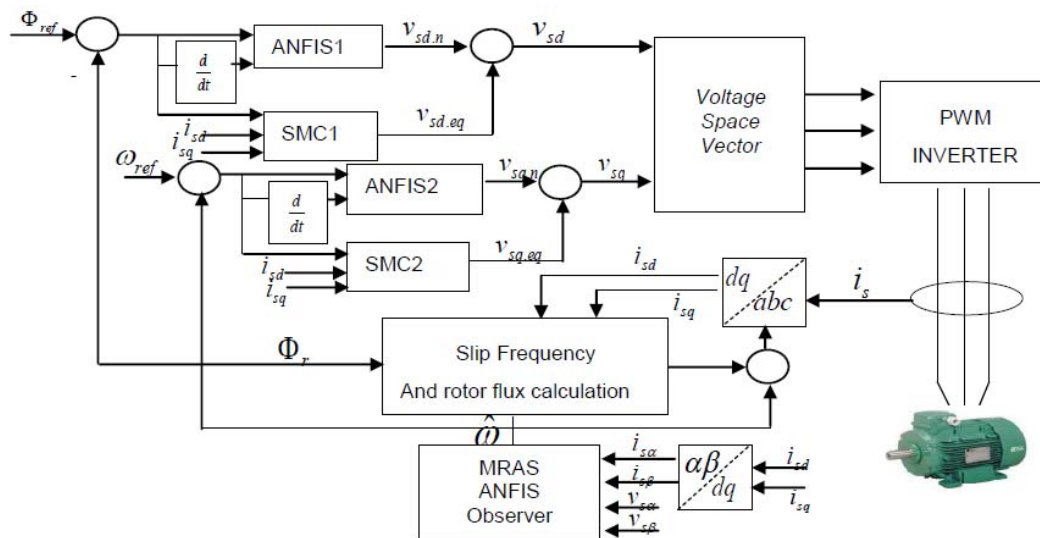 Φref
-
d
dt
ANFIS1
vsd.n
vsd
SMC1
isd
isq
vsd.eq
ωref
d
dt
ANFIS2
vsq.n
vsq
SMC2
isd
isq
vsq.eq
Voltage
Space
Vector
PWM
INVERTER
isd
isq
dq
abc
is
Φr
Slip Frequency
And rotor flux calculation
ω̂
MRAS
ANFIS
Observer
isα
isβ
vsα
vsβ
αβ
dq
isd
isq